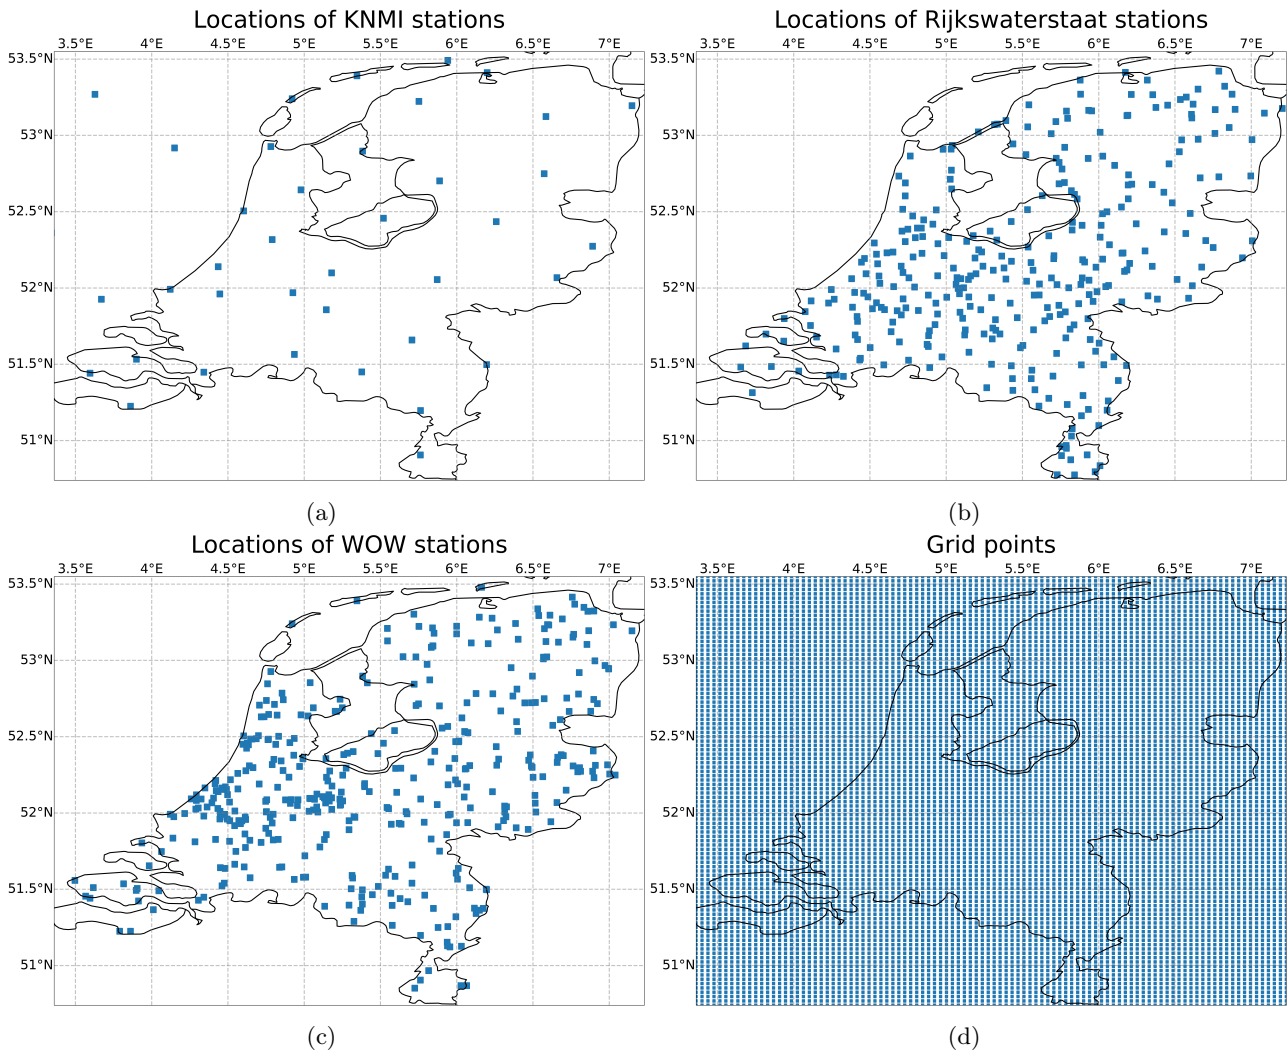 Locations of KNMI stations
3.5°E 4°E 4.5°E 5°E 5.5°E 6°E 6.5°E 7°E
53.5°N
53°N
52.5°N
52°N
51.5°N
51°N
(a)
Locations of Rijkswaterstaat stations
3.5°E 4°E 4.5°E 5°E 5.5°E 6°E 6.5°E 7°E
53.5°N
53°N
52.5°N
52°N
51.5°N
51°N
(b)
Locations of WOW stations
3.5°E 4°E 4.5°E 5°E 5.5°E 6°E 6.5°E 7°E
53.5°N
53°N
52.5°N
52°N
51.5°N
51°N
(c)
Grid points
3.5°E 4°E 4.5°E 5°E 5.5°E 6°E 6.5°E 7°E
53.5°N
53°N
52.5°N
52°N
51.5°N
51°N
(d)